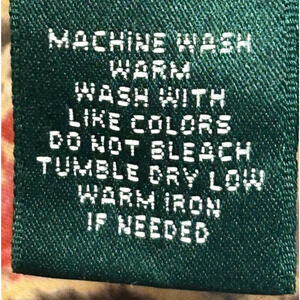 MACHINE WASH
WARM
WASH WITH
LIKE COLORS
DO NOT BLEACH
TUMBLE DRY LOW
WARM IRON
IF NEEDED